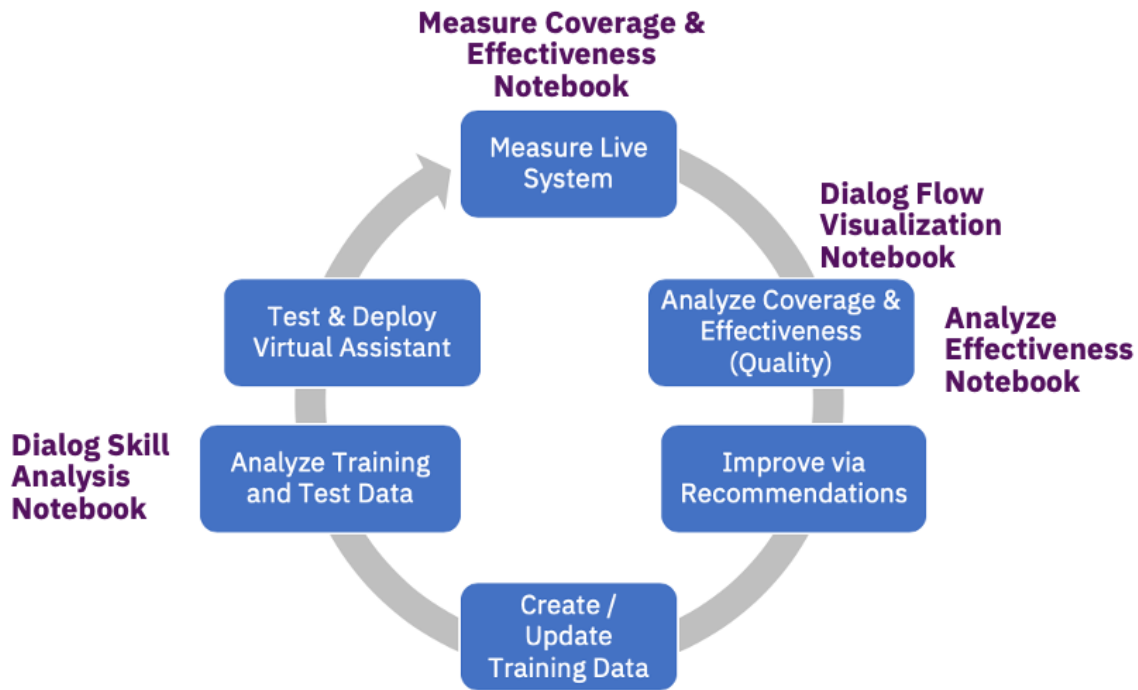 Measure Coverage &
Effectiveness
Notebook
Measure Live
System
Dialog Flow
Visualization
Notebook
Analyze Coverage &
Effectiveness
(Quality)
Analyze
Effectiveness
Notebook
Improve via
Recommendations
Create /
Update
Training Data
Analyze Training
and Test Data
Dialog Skill
Analysis
Notebook
Test & Deploy
Virtual Assistant